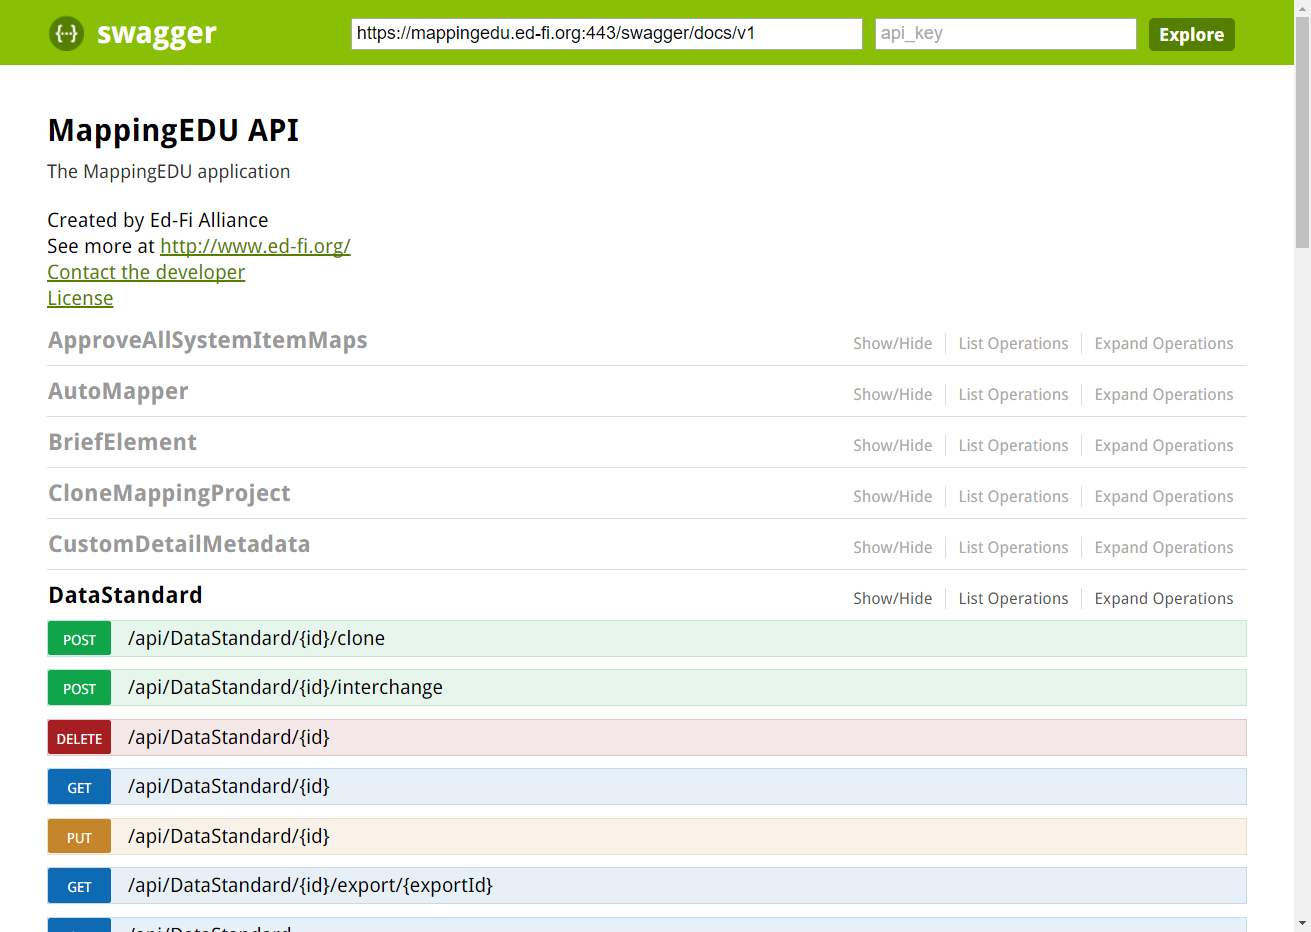 {···} swagger https://mappingedu.ed-fi.org:443/swagger/docs/v1 api_key Explore
MappingEDU API
The MappingEDU application
Created by Ed-Fi Alliance
See more at http://www.ed-fi.org/
Contact the developer
License
ApproveAllSystemItemMaps Show/Hide List Operations Expand Operations
AutoMapper Show/Hide List Operations Expand Operations
BriefElement Show/Hide List Operations Expand Operations
CloneMappingProject Show/Hide List Operations Expand Operations
CustomDetailMetadata Show/Hide List Operations Expand Operations
DataStandard Show/Hide List Operations Expand Operations
POST /api/DataStandard/{id}/clone
POST /api/DataStandard/{id}/interchange
DELETE /api/DataStandard/{id}
GET /api/DataStandard/{id}
PUT /api/DataStandard/{id}
GET /api/DataStandard/{id}/export/{exportId}
/api/DataStandard